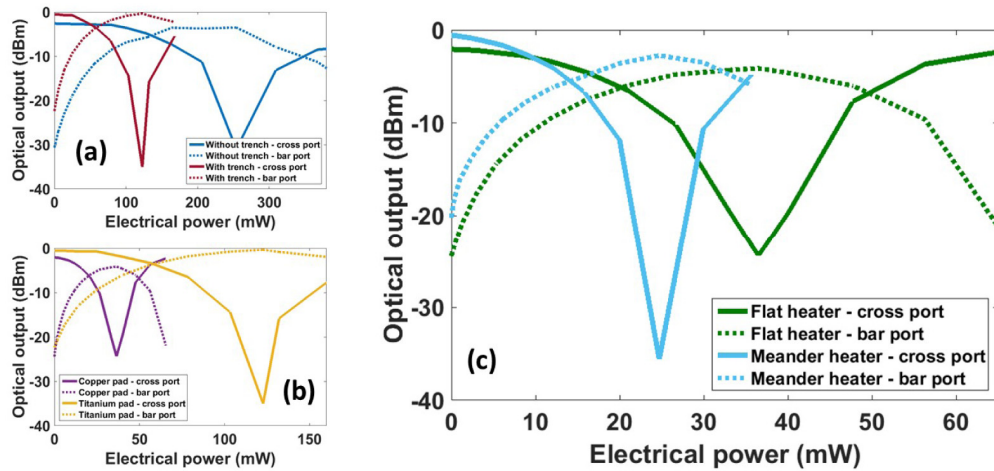 0
-10
-20
-30
-40
Optical output (dBm)
(a)
Without trench - cross port
Without trench - bar port
With trench - cross port
With trench - bar port
0 100 200 300
Electrical power (mW)
0
-10
-20
-30
-40
Optical output (dBm)
(b)
Copper pad - cross port
Copper pad - bar port
Titanium pad - cross port
Titanium pad - bar port
0 50 100 150
Electrical power (mW)
0
-10
-20
-30
-40
Optical output (dBm)
(c)
Flat heater - cross port
Flat heater - bar port
Meander heater - cross port
Meander heater - bar port
0 10 20 30 40 50 60
Electrical power (mW)